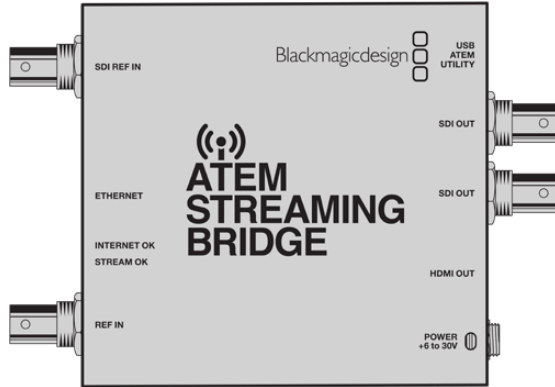 SDI REF IN
Blackmagicdesign
USB
ATEM
UTILITY
SDI OUT
ATEM
STREAMING
BRIDGE
ETHERNET
SDI OUT
INTERNET OK
STREAM OK
HDMI OUT
REF IN
POWER
+6 to 30V